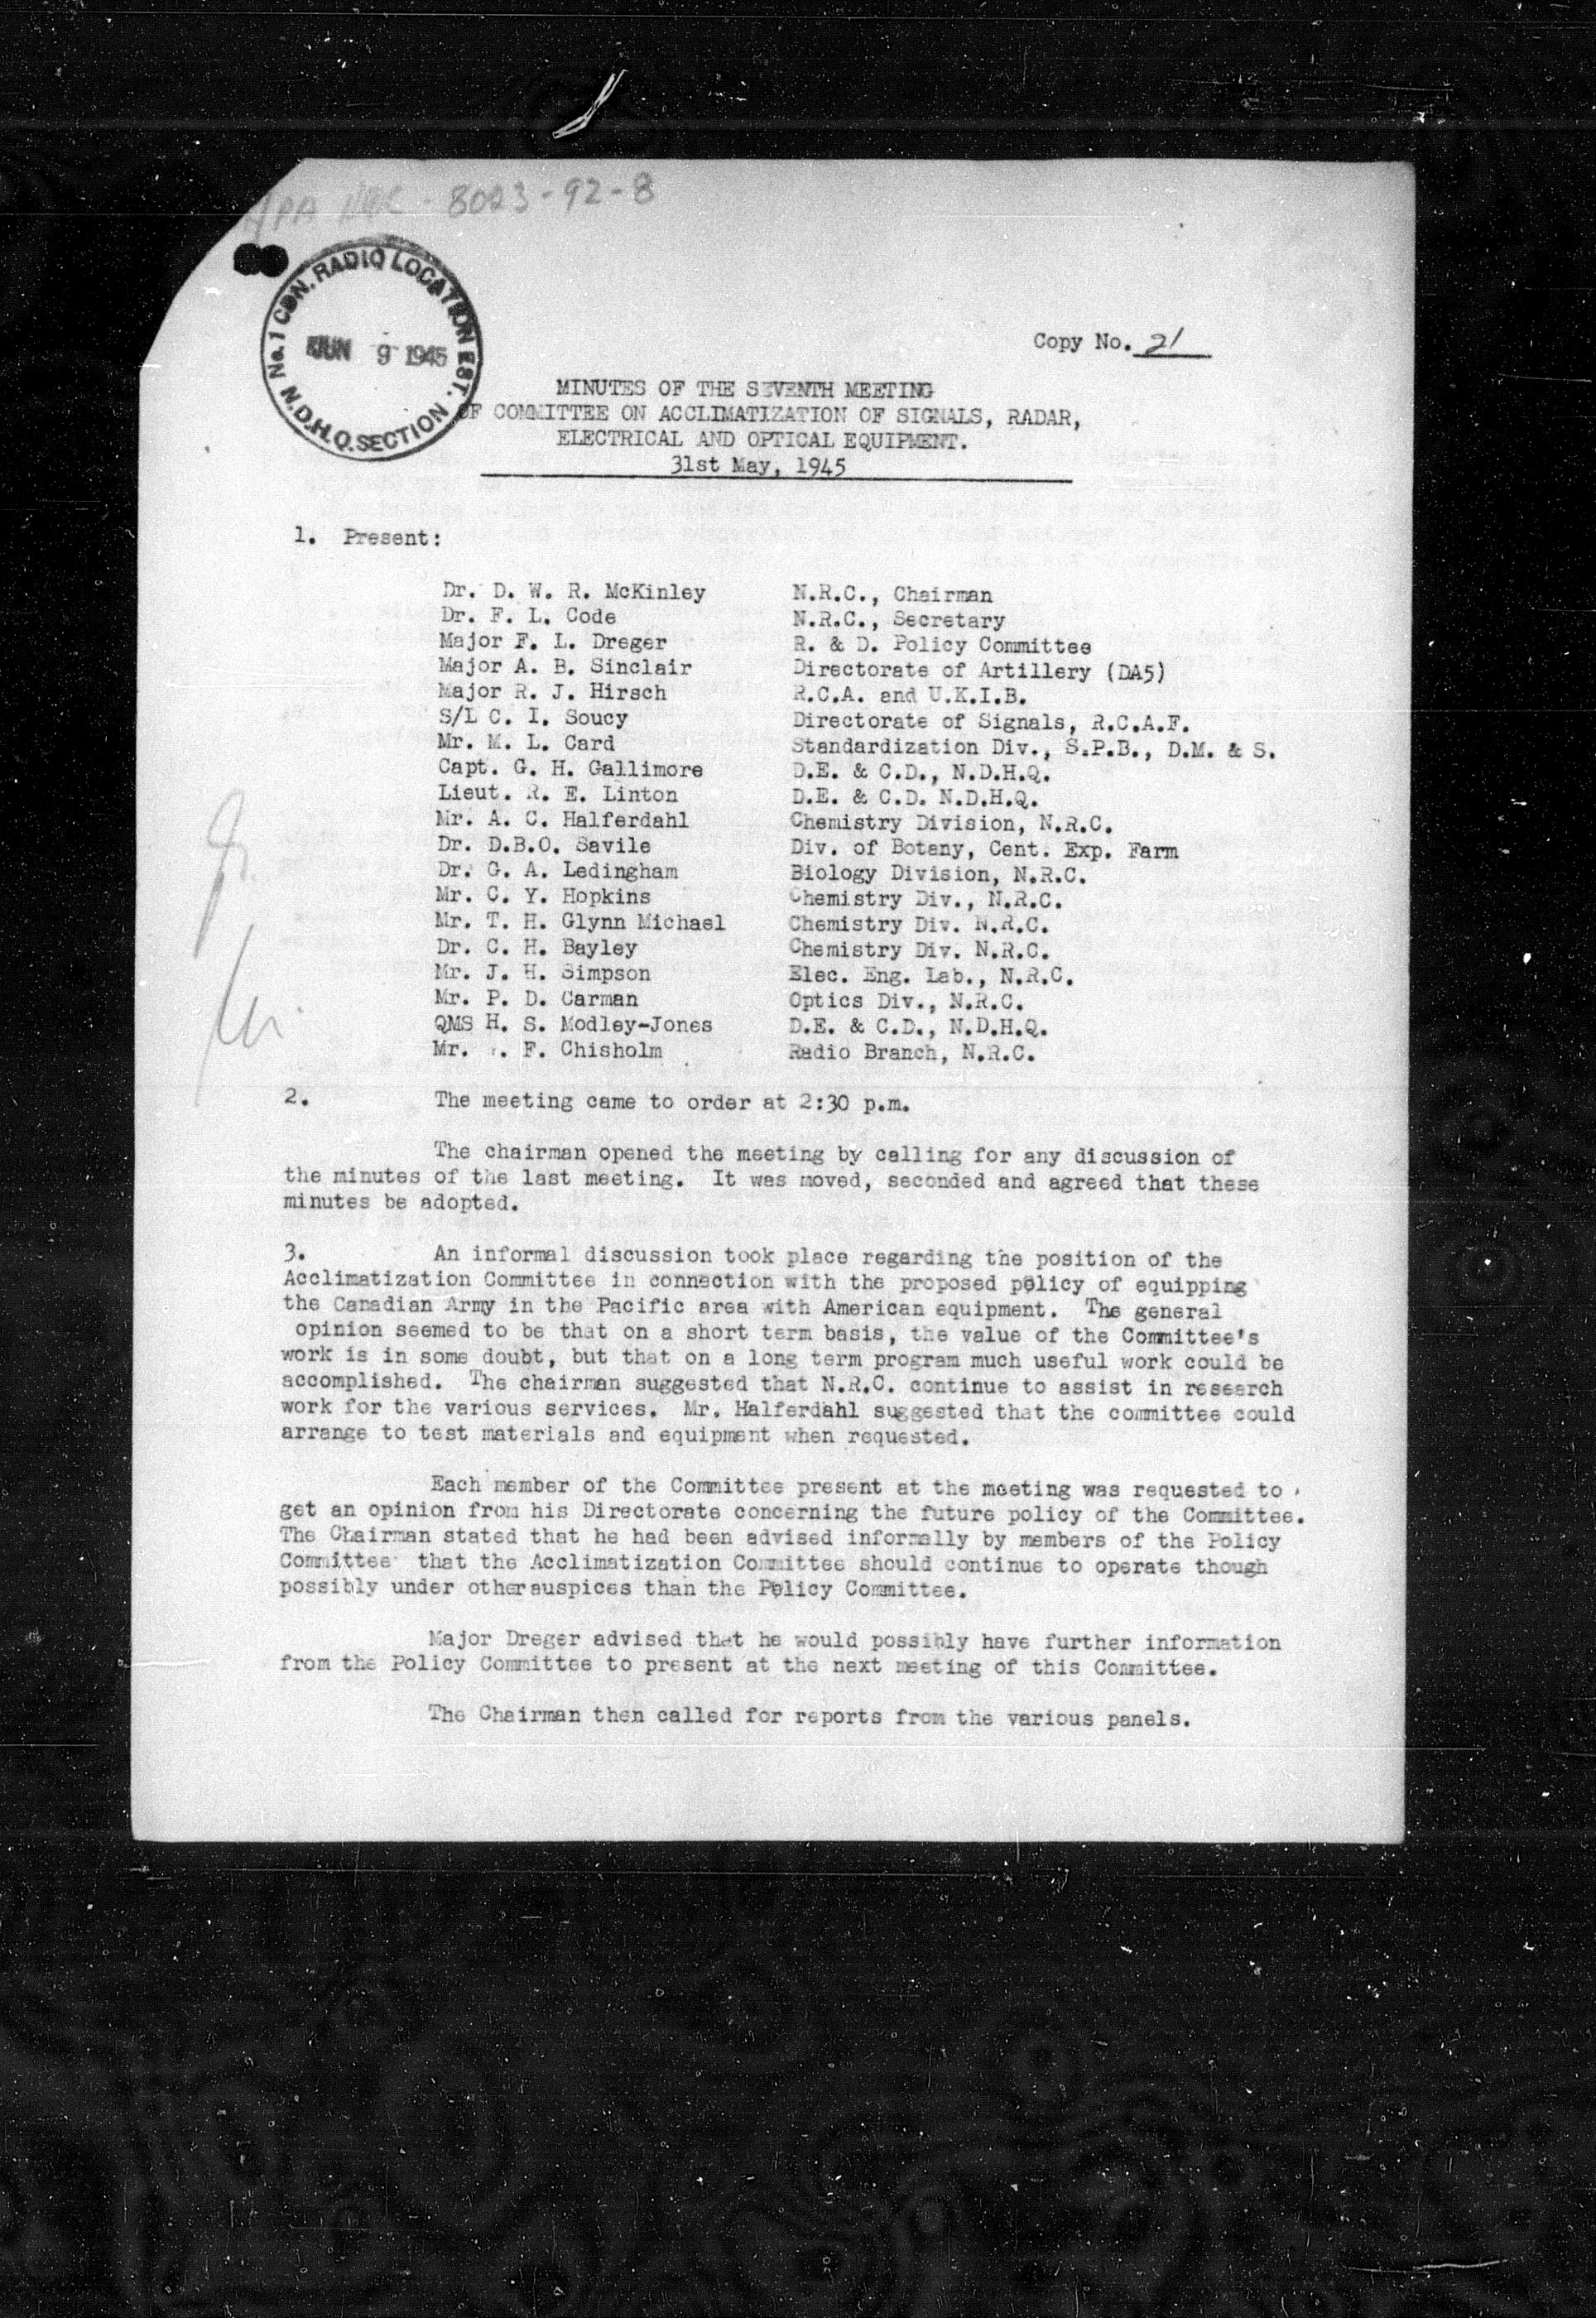 8023-92-8
No. 1 CDN. RADIO LOCATION EST.
JUN 9 1945
N.D.H.Q. SECTION
Copy No. 21
MINUTES OF THE SEVENTH MEETING
OF COMMITTEE ON ACCLIMATIZATION OF SIGNALS, RADAR,
ELECTRICAL AND OPTICAL EQUIPMENT.
31st May, 1945
1. Present:
Dr. D. W. R. McKinley N.R.C., Chairman
Dr. F. L. Code N.R.C., Secretary
Major F. L. Dreger R. & D. Policy Committee
Major A. B. Sinclair Directorate of Artillery (DA5)
Major R. J. Hirsch R.C.A. and U.K.I.B.
S/L C. I. Soucy Directorate of Signals, R.C.A.F.
Mr. M. L. Card Standardization Div., S.P.B., D.M. & S.
Capt. G. H. Gallimore D.E. & C.D., N.D.H.Q.
Lieut. R. E. Linton D.E. & C.D. N.D.H.Q.
Mr. A. C. Halferdahl Chemistry Division, N.R.C.
Dr. D.B.O. Savile Div. of Botany, Cent. Exp. Farm
Dr. G. A. Ledingham Biology Division, N.R.C.
Mr. C. Y. Hopkins Chemistry Div., N.R.C.
Mr. T. H. Glynn Michael Chemistry Div. N.R.C.
Dr. C. H. Bayley Chemistry Div. N.R.C.
Mr. J. H. Simpson Elec. Eng. Lab., N.R.C.
Mr. P. D. Carman Optics Div., N.R.C.
QMS H. S. Modley-Jones D.E. & C.D., N.D.H.Q.
Mr. F. Chisholm Radio Branch, N.R.C.
2. The meeting came to order at 2:30 p.m.
The chairman opened the meeting by calling for any discussion of
the minutes of the last meeting. It was moved, seconded and agreed that these
minutes be adopted.
3. An informal discussion took place regarding the position of the
Acclimatization Committee in connection with the proposed policy of equipping
the Canadian Army in the Pacific area with American equipment. The general
opinion seemed to be that on a short term basis, the value of the Committee's
work is in some doubt, but that on a long term program much useful work could be
accomplished. The chairman suggested that N.R.C. continue to assist in research
work for the various services. Mr. Halferdahl suggested that the committee could
arrange to test materials and equipment when requested.
Each member of the Committee present at the meeting was requested to
get an opinion from his Directorate concerning the future policy of the Committee.
The Chairman stated that he had been advised informally by members of the Policy
Committee that the Acclimatization Committee should continue to operate though
possibly under other auspices than the Policy Committee.
Major Dreger advised that he would possibly have further information
from the Policy Committee to present at the next meeting of this Committee.
The Chairman then called for reports from the various panels.